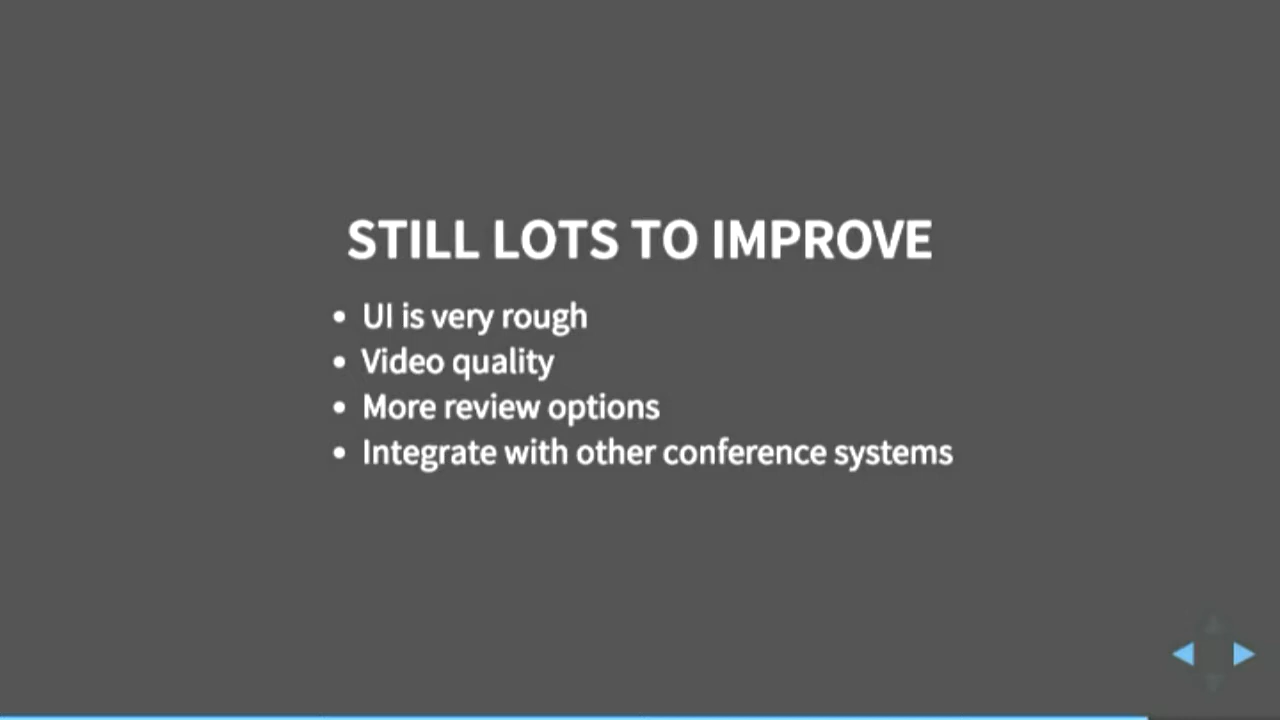 STILL LOTS TO IMPROVE
• UI is very rough
• Video quality
• More review options
• Integrate with other conference systems